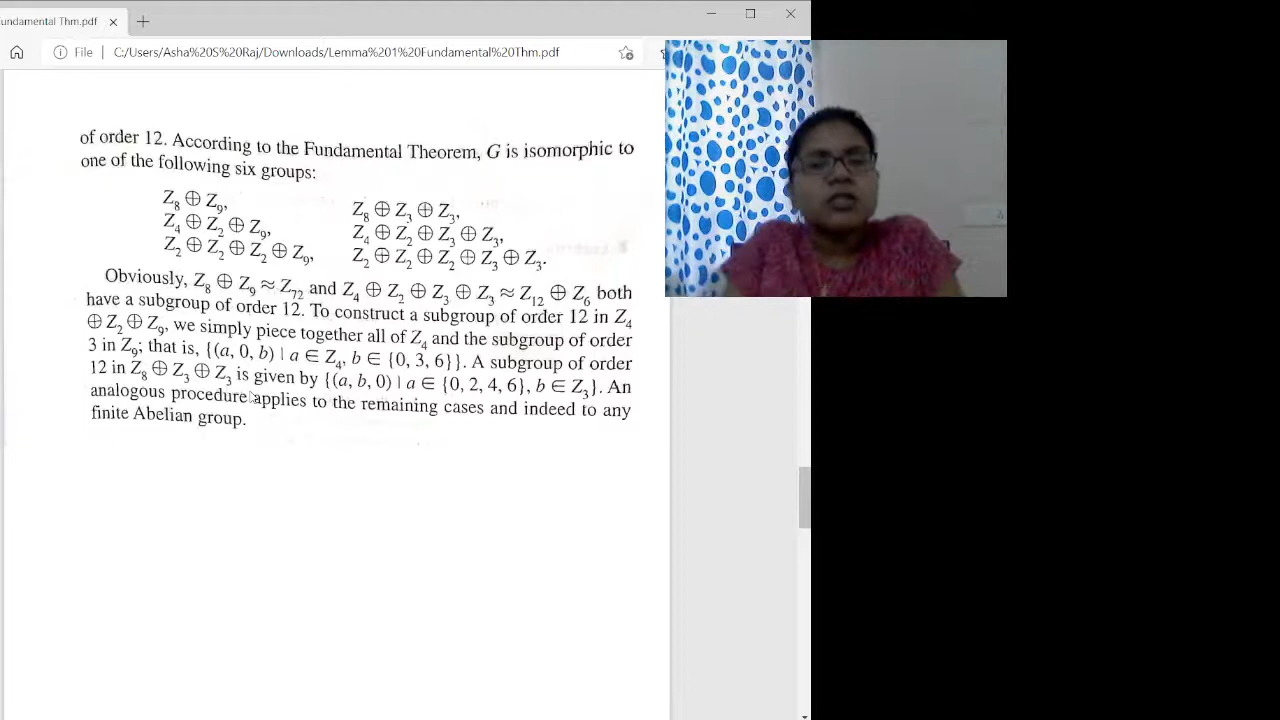 undamental Thm.pdf
File
C:/Users/Asha%20S%20Raj/Downloads/Lemma%201%20Fundamental%20Thm.pdf
of order 12. According to the Fundamental Theorem, G is isomorphic to
one of the following six groups:
Z₈ ⊕ Z₉, Z₈ ⊕ Z₃ ⊕ Z₃,
Z₄ ⊕ Z₂ ⊕ Z₉, Z₄ ⊕ Z₂ ⊕ Z₃ ⊕ Z₃,
Z₂ ⊕ Z₂ ⊕ Z₂ ⊕ Z₉, Z₂ ⊕ Z₂ ⊕ Z₂ ⊕ Z₃ ⊕ Z₃.
Obviously, Z₈ ⊕ Z₉ ≈ Z₇₂ and Z₄ ⊕ Z₂ ⊕ Z₃ ⊕ Z₃ ≈ Z₁₂ ⊕ Z₆ both
have a subgroup of order 12. To construct a subgroup of order 12 in Z₄
⊕ Z₂ ⊕ Z₉, we simply piece together all of Z₄ and the subgroup of order
3 in Z₉; that is, {(a, 0, b) | a ∈ Z₄, b ∈ {0, 3, 6}}. A subgroup of order
12 in Z₈ ⊕ Z₃ ⊕ Z₃ is given by {(a, b, 0) | a ∈ {0, 2, 4, 6}, b ∈ Z₃}. An
analogous procedure applies to the remaining cases and indeed to any
finite Abelian group.